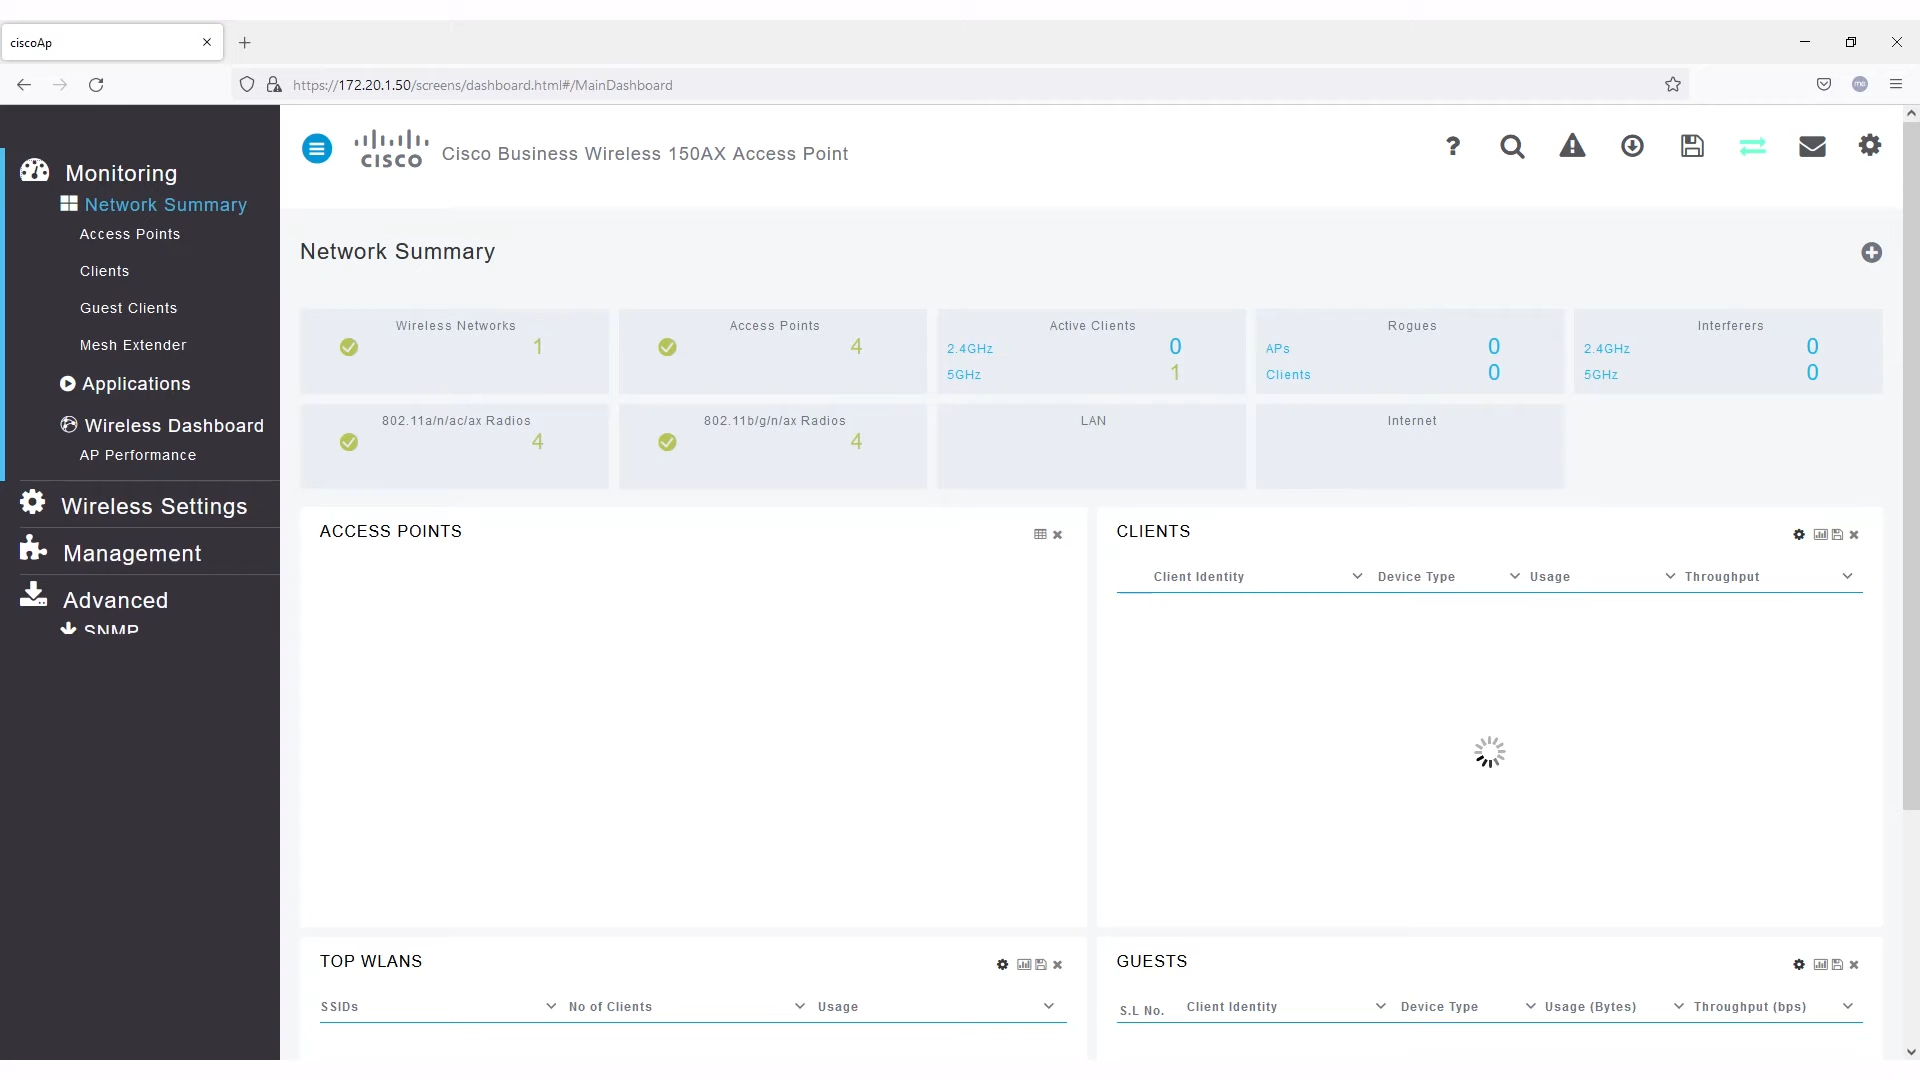 ciscoAp
https://172.20.1.50/screens/dashboard.html#/MainDashboard
Monitoring
Network Summary
Access Points
Clients
Guest Clients
Mesh Extender
Applications
Wireless Dashboard
AP Performance
Wireless Settings
Management
Advanced
SNMP
CISCO
Cisco Business Wireless 150AX Access Point
Network Summary
Wireless Networks
1
Access Points
4
Active Clients
2.4GHz 0
5GHz 1
Rogues
APs 0
Clients 0
Interferers
2.4GHz 0
5GHz 0
802.11a/n/ac/ax Radios
4
802.11b/g/n/ax Radios
4
LAN
Internet
ACCESS POINTS
CLIENTS
Client Identity Device Type Usage Throughput
TOP WLANS
SSIDs No of Clients Usage
GUESTS
S.L No. Client Identity Device Type Usage (Bytes) Throughput (bps)